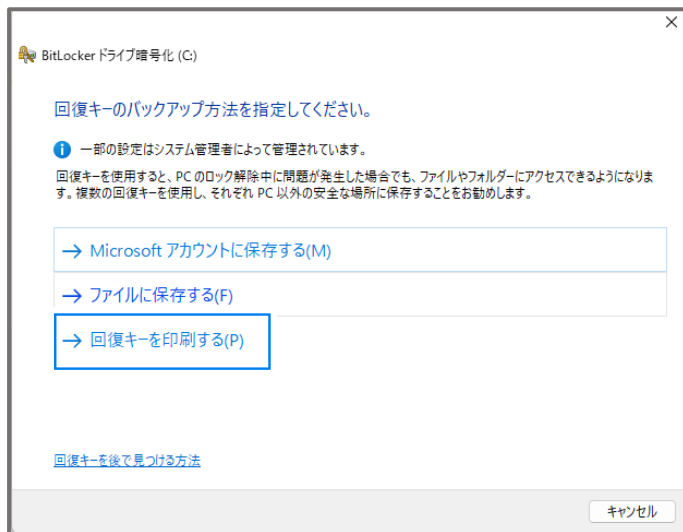 BitLocker ドライブ暗号化 (C:)
回復キーのバックアップ方法を指定してください。
一部の設定はシステム管理者によって管理されています。
回復キーを使用すると、PC のロック解除中に問題が発生した場合でも、ファイルやフォルダーにアクセスできるようになりま
す。複数の回復キーを使用し、それぞれ PC 以外の安全な場所に保存することをお勧めします。
→ Microsoft アカウントに保存する(M)
→ ファイルに保存する(F)
→ 回復キーを印刷する(P)
回復キーを後で見つける方法
キャンセル